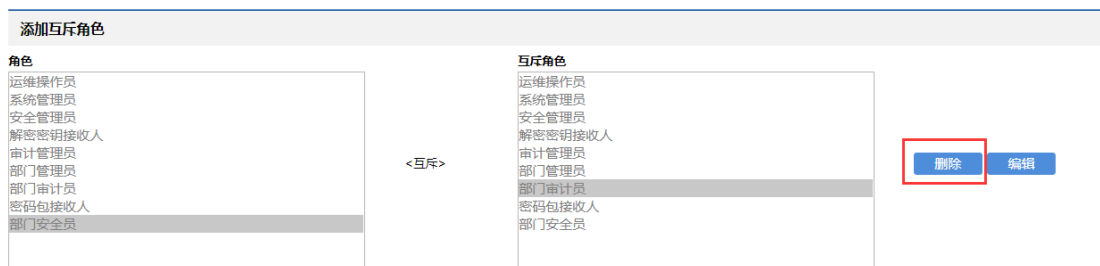 添加互斥角色
角色
运维操作员
系统管理员
安全管理员
解密密钥接收人
审计管理员
部门管理员
部门审计员
密码包接收人
部门安全员
<互斥>
互斥角色
运维操作员
系统管理员
安全管理员
解密密钥接收人
审计管理员
部门管理员
部门审计员
密码包接收人
部门安全员
删除 编辑